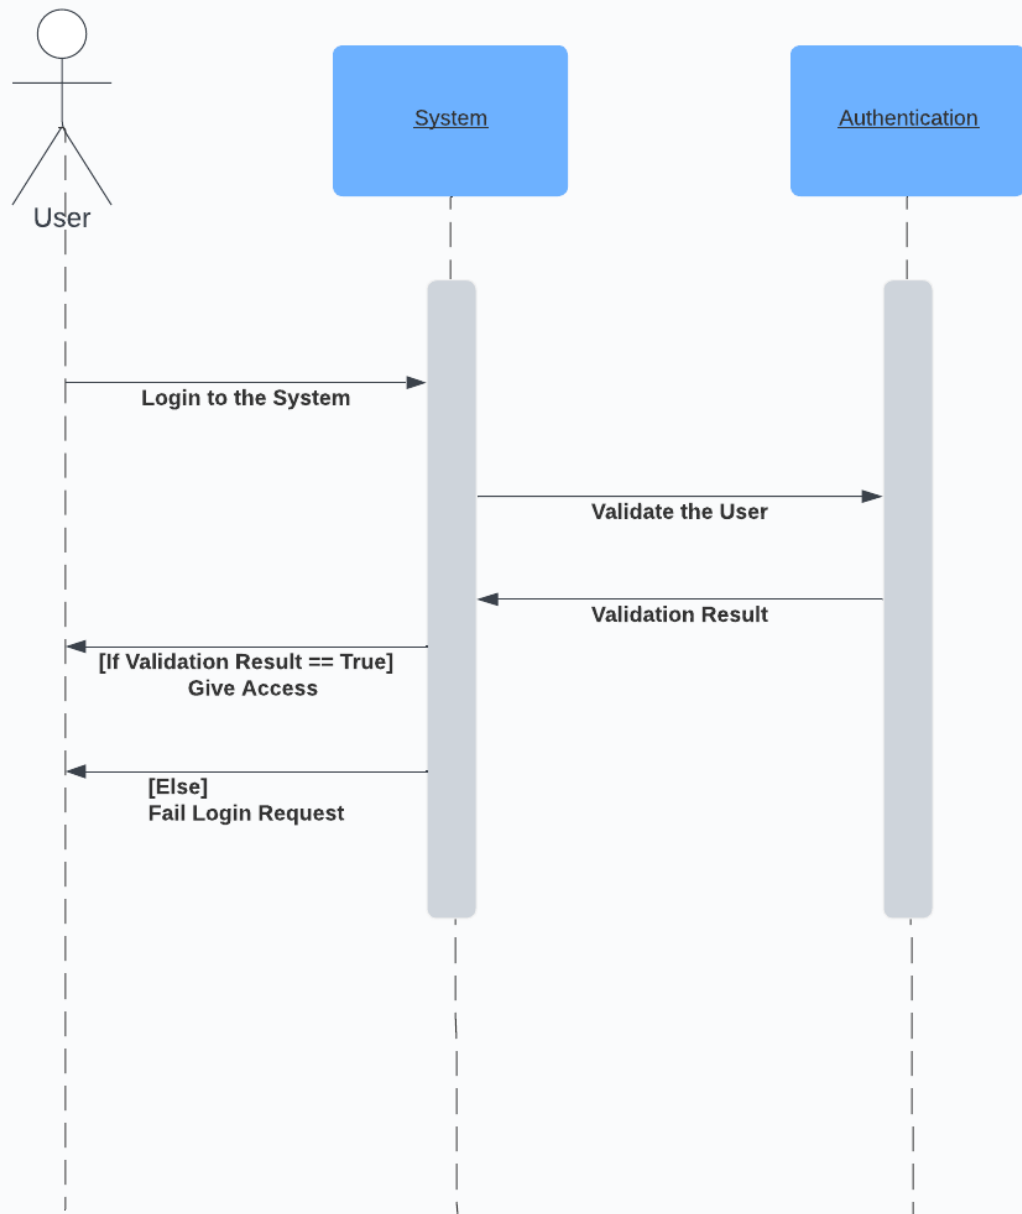 System
Authentication
User
Login to the System
Validate the User
Validation Result
[If Validation Result == True]
Give Access
[Else]
Fail Login Request